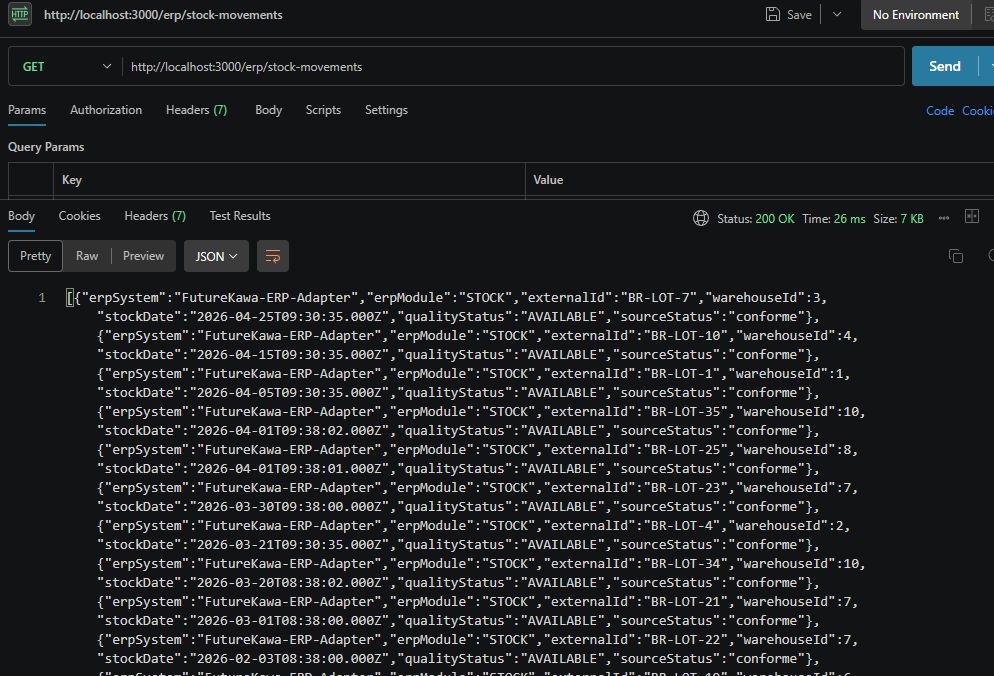 HTTP http://localhost:3000/erp/stock-movements Save No Environment
GET http://localhost:3000/erp/stock-movements Send
Params Authorization Headers (7) Body Scripts Settings Code Cookie
Query Params
Key Value
Body Cookies Headers (7) Test Results Status: 200 OK Time: 26 ms Size: 7 KB
Pretty Raw Preview JSON
1 [{"erpSystem":"FutureKawa-ERP-Adapter","erpModule":"STOCK","externalId":"BR-LOT-7","warehouseId":3,
"stockDate":"2026-04-25T09:30:35.000Z","qualityStatus":"AVAILABLE","sourceStatus":"conforme"},
{"erpSystem":"FutureKawa-ERP-Adapter","erpModule":"STOCK","externalId":"BR-LOT-10","warehouseId":4,
"stockDate":"2026-04-15T09:30:35.000Z","qualityStatus":"AVAILABLE","sourceStatus":"conforme"},
{"erpSystem":"FutureKawa-ERP-Adapter","erpModule":"STOCK","externalId":"BR-LOT-1","warehouseId":1,
"stockDate":"2026-04-05T09:30:35.000Z","qualityStatus":"AVAILABLE","sourceStatus":"conforme"},
{"erpSystem":"FutureKawa-ERP-Adapter","erpModule":"STOCK","externalId":"BR-LOT-35","warehouseId":10,
"stockDate":"2026-04-01T09:38:02.000Z","qualityStatus":"AVAILABLE","sourceStatus":"conforme"},
{"erpSystem":"FutureKawa-ERP-Adapter","erpModule":"STOCK","externalId":"BR-LOT-25","warehouseId":8,
"stockDate":"2026-04-01T09:38:01.000Z","qualityStatus":"AVAILABLE","sourceStatus":"conforme"},
{"erpSystem":"FutureKawa-ERP-Adapter","erpModule":"STOCK","externalId":"BR-LOT-23","warehouseId":7,
"stockDate":"2026-03-30T09:38:00.000Z","qualityStatus":"AVAILABLE","sourceStatus":"conforme"},
{"erpSystem":"FutureKawa-ERP-Adapter","erpModule":"STOCK","externalId":"BR-LOT-4","warehouseId":2,
"stockDate":"2026-03-21T09:30:35.000Z","qualityStatus":"AVAILABLE","sourceStatus":"conforme"},
{"erpSystem":"FutureKawa-ERP-Adapter","erpModule":"STOCK","externalId":"BR-LOT-34","warehouseId":10,
"stockDate":"2026-03-20T08:38:02.000Z","qualityStatus":"AVAILABLE","sourceStatus":"conforme"},
{"erpSystem":"FutureKawa-ERP-Adapter","erpModule":"STOCK","externalId":"BR-LOT-21","warehouseId":7,
"stockDate":"2026-03-01T08:38:00.000Z","qualityStatus":"AVAILABLE","sourceStatus":"conforme"},
{"erpSystem":"FutureKawa-ERP-Adapter","erpModule":"STOCK","externalId":"BR-LOT-22","warehouseId":7,
"stockDate":"2026-02-03T08:38:00.000Z","qualityStatus":"AVAILABLE","sourceStatus":"conforme"},